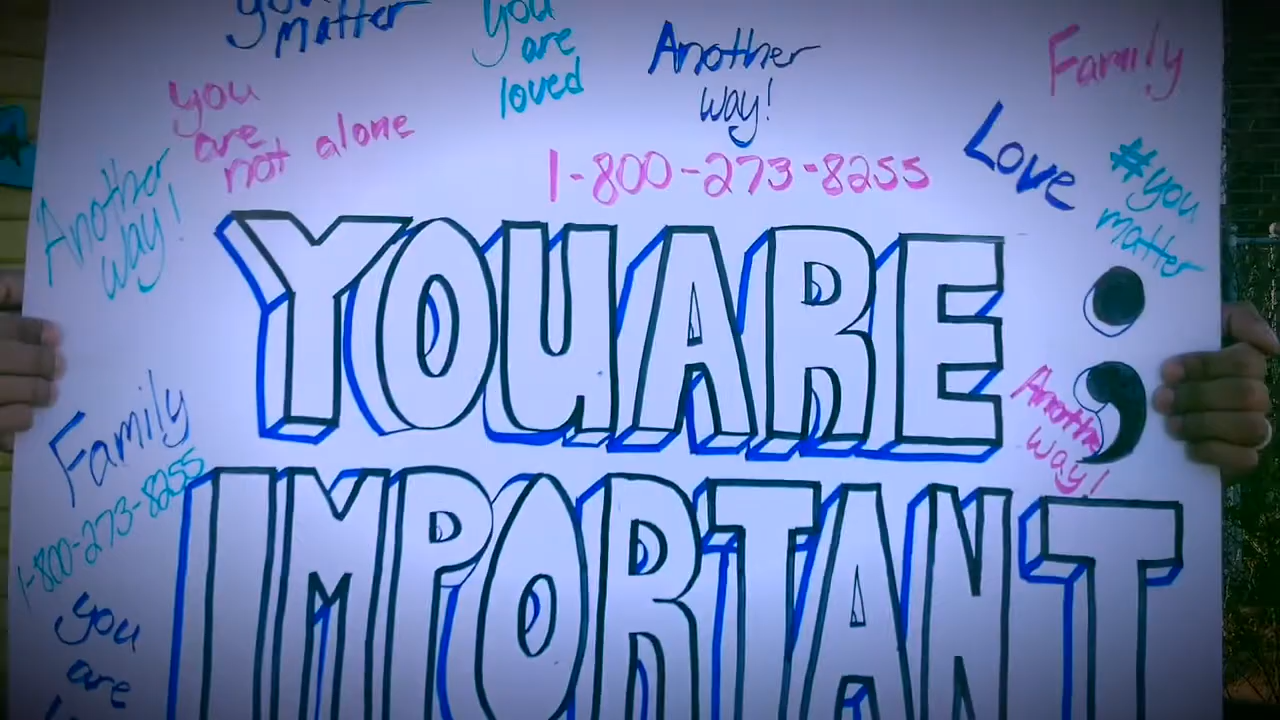 you
matter
you
are
loved
Another
way!
Family
you
are
not alone
Love
#you
matter
Another
way!
1-800-273-8255
YOU ARE ;
IMPORTANT
Another
way!
Family
1-800-273-8255
you
are